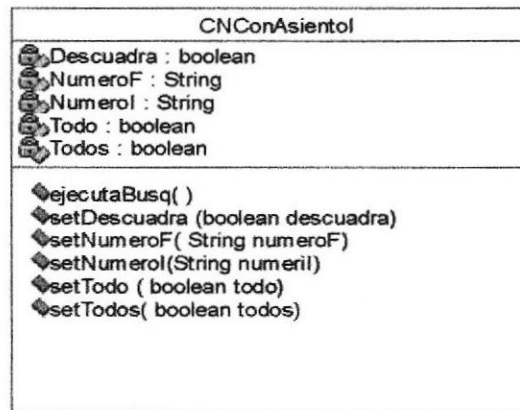 CNConAsientoI
Descuadra : boolean
NumeroF : String
NumeroI : String
Todo : boolean
Todos : boolean
ejecutaBusq( )
setDescuadra (boolean descuadra)
setNumeroF( String numeroF)
setNumeroI(String numeriI)
setTodo ( boolean todo)
setTodos( boolean todos)